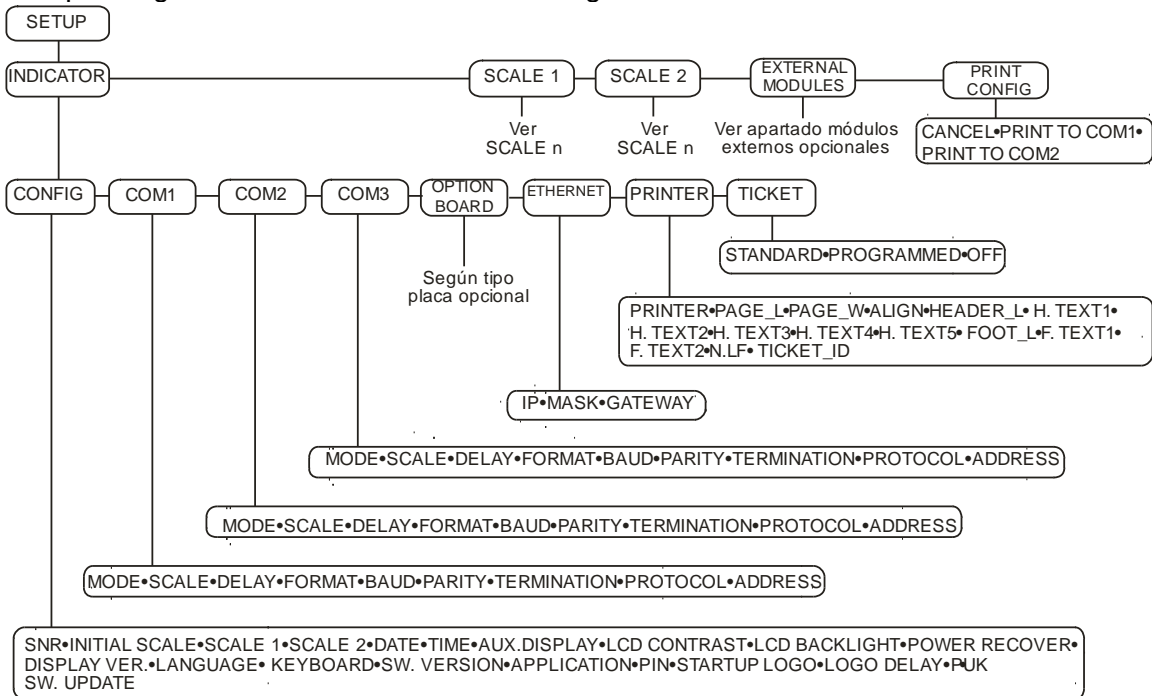 SETUP
INDICATOR
SCALE 1
SCALE 2
EXTERNAL
MODULES
PRINT
CONFIG
Ver
SCALE n
Ver
SCALE n
Ver apartado módulos
externos opcionales
CANCEL•PRINT TO COM1•
PRINT TO COM2
CONFIG
COM1
COM2
COM3
OPTION
BOARD
ETHERNET
PRINTER
TICKET
STANDARD•PROGRAMMED•OFF
Según tipo
placa opcional
PRINTER•PAGE_L•PAGE_W•ALIGN•HEADER_L• H. TEXT1•
H. TEXT2•H. TEXT3•H. TEXT4•H. TEXT5• FOOT_L•F. TEXT1•
F. TEXT2•N.LF• TICKET_ID
IP•MASK•GATEWAY
MODE•SCALE•DELAY•FORMAT•BAUD•PARITY•TERMINATION•PROTOCOL•ADDRESS
MODE•SCALE•DELAY•FORMAT•BAUD•PARITY•TERMINATION•PROTOCOL•ADDRESS
MODE•SCALE•DELAY•FORMAT•BAUD•PARITY•TERMINATION•PROTOCOL•ADDRESS
SNR•INITIAL SCALE•SCALE 1•SCALE 2•DATE•TIME•AUX.DISPLAY•LCD CONTRAST•LCD BACKLIGHT•POWER RECOVER•
DISPLAY VER.•LANGUAGE• KEYBOARD•SW. VERSION•APPLICATION•PIN•STARTUP LOGO•LOGO DELAY•PUK
SW. UPDATE